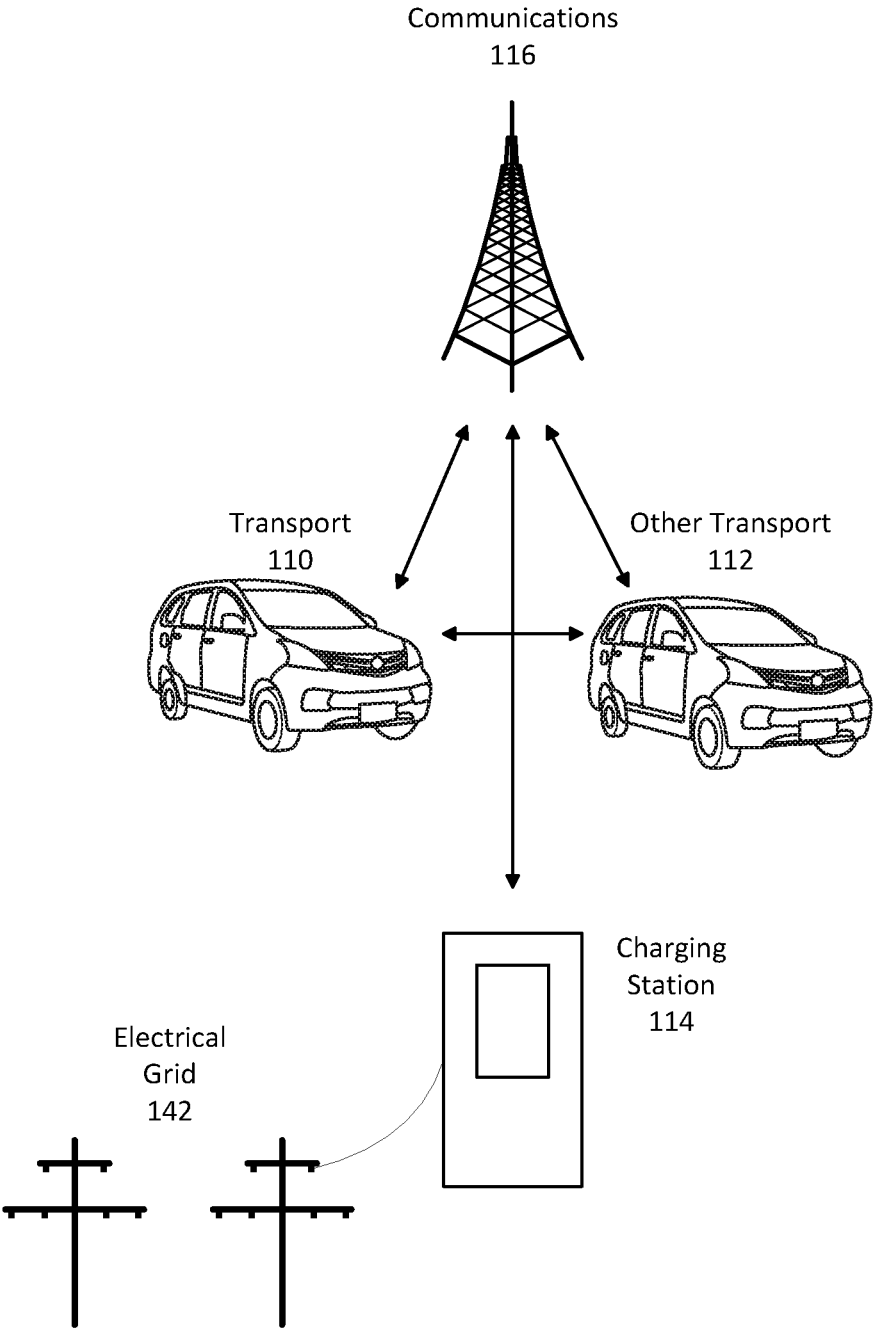 Communications
116
Transport
110
Other Transport
112
Charging
Station
114
Electrical
Grid
142